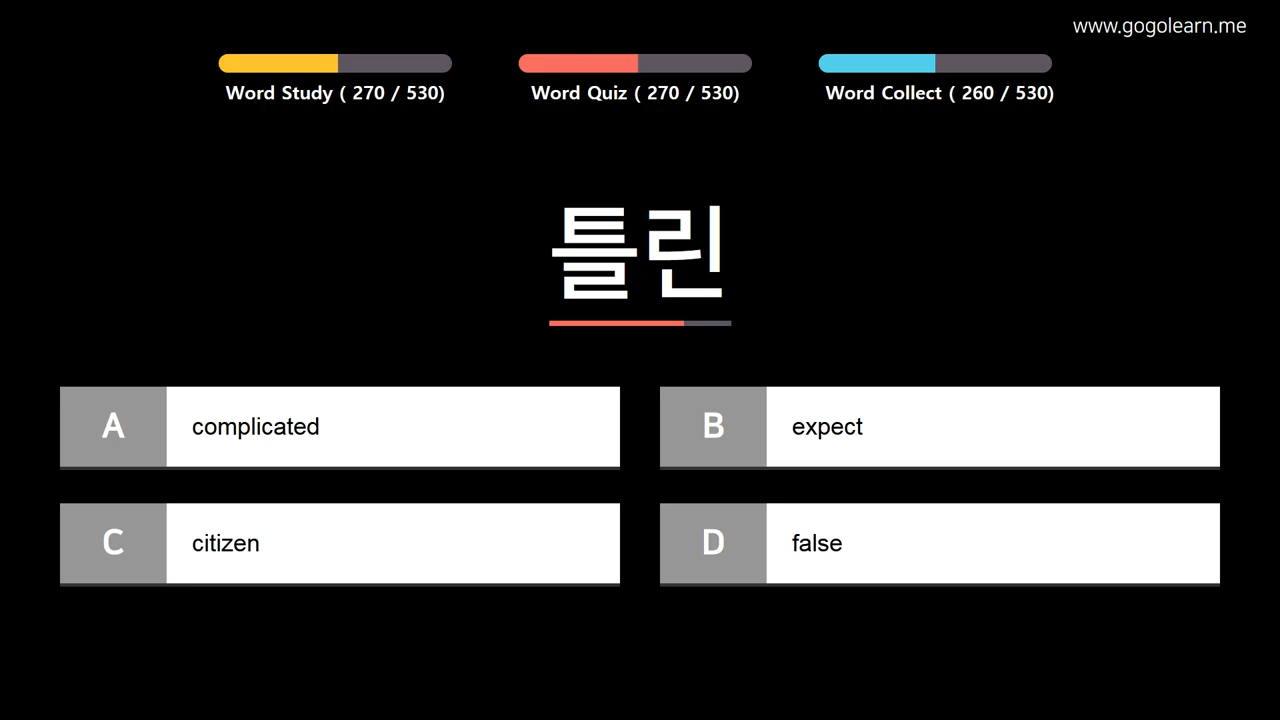 www.gogolearn.me
Word Study ( 270 / 530)
Word Quiz ( 270 / 530)
Word Collect ( 260 / 530)
틀린
A complicated
B expect
C citizen
D false